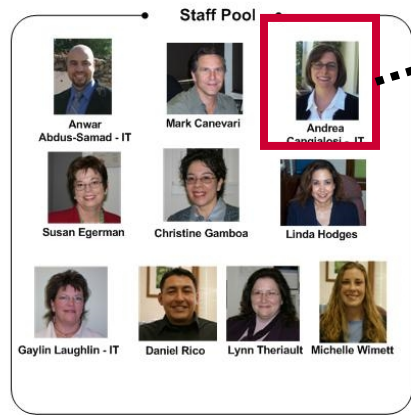 Staff Pool
Anwar
Abdus-Samad - IT
Mark Canevari
Andrea
Cangialosi - IT
Susan Egerman
Christine Gamboa
Linda Hodges
Gaylin Laughlin - IT
Daniel Rico
Lynn Theriault
Michelle Wimett